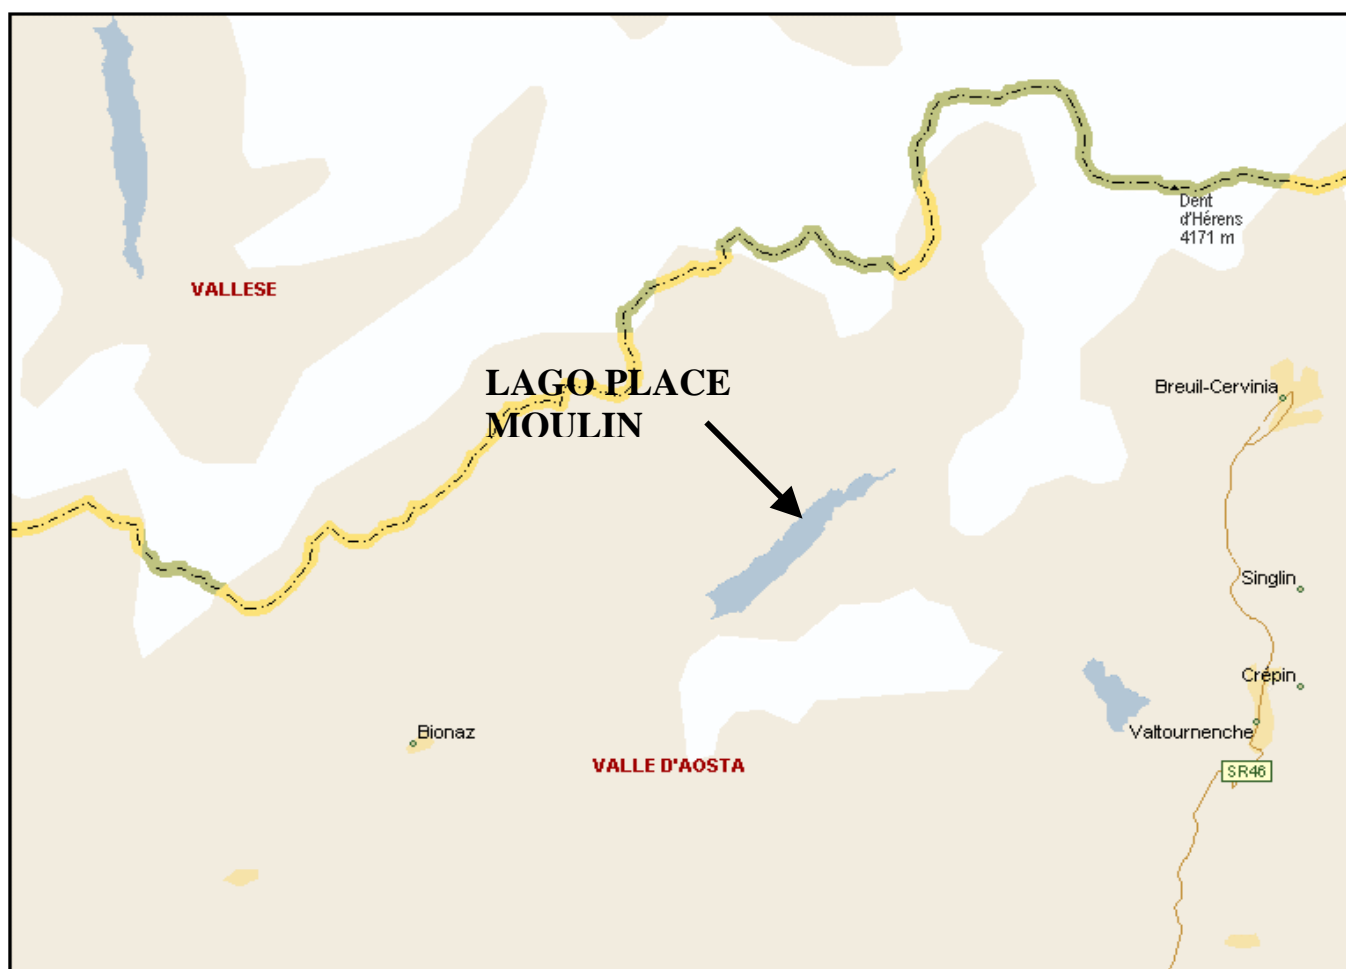 Dent
d'Hérens
4171 m
VALLESE
LAGO PLACE
MOULIN
Breuil-Cervinia
Singlin
Crépin
Bionaz
Valtournenche
VALLE D'AOSTA
SR46